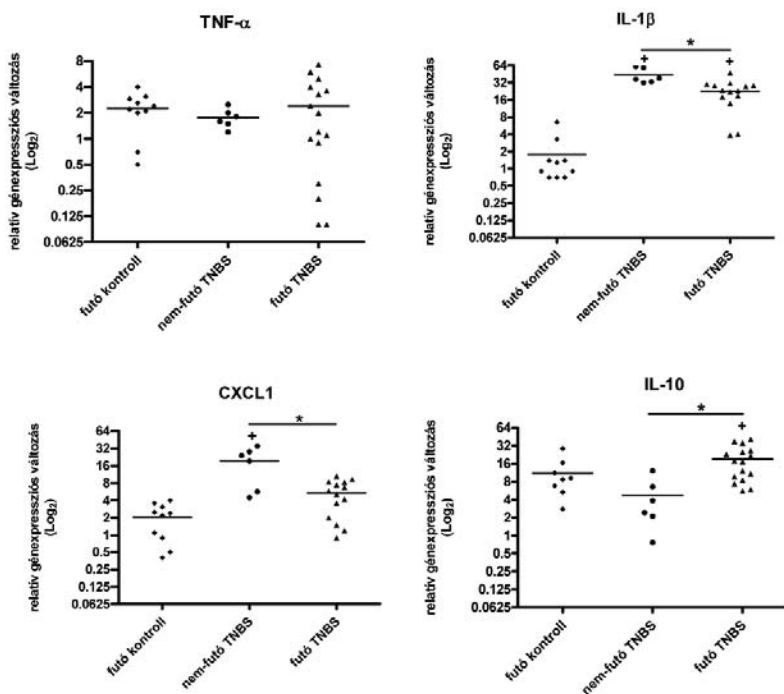 TNF-α
relatív génexpressziós változás
(Log₂)
8
4
2
1
0.5
0.25
0.125
0.0625
futó kontroll
nem-futó TNBS
futó TNBS
IL-1β
relatív génexpressziós változás
(Log₂)
+
*
+
64
32
16
8
4
2
1
0.5
0.25
0.125
0.0625
futó kontroll
nem-futó TNBS
futó TNBS
CXCL1
relatív génexpressziós változás
(Log₂)
+
*
64
32
16
8
4
2
1
0.5
0.25
0.125
0.0625
futó kontroll
nem-futó TNBS
futó TNBS
IL-10
relatív génexpressziós változás
(Log₂)
*
+
64
32
16
8
4
2
1
0.5
0.25
0.125
0.0625
futó kontroll
nem-futó TNBS
futó TNBS